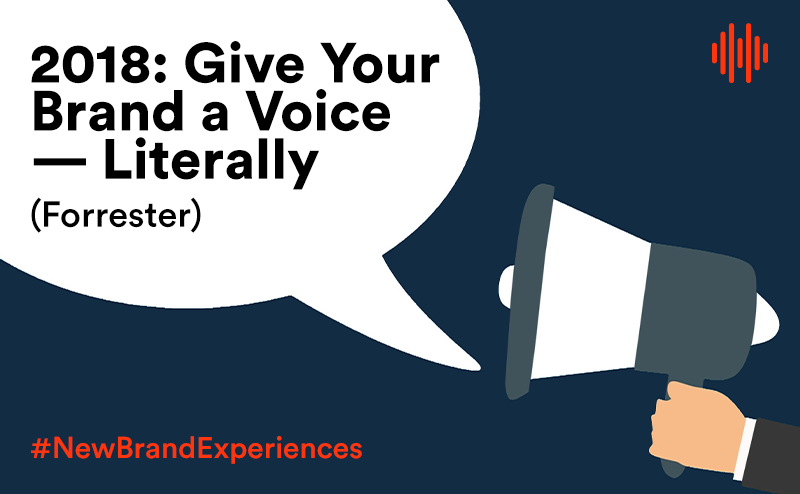 2018: Give Your
Brand a Voice
— Literally
(Forrester)
#NewBrandExperiences